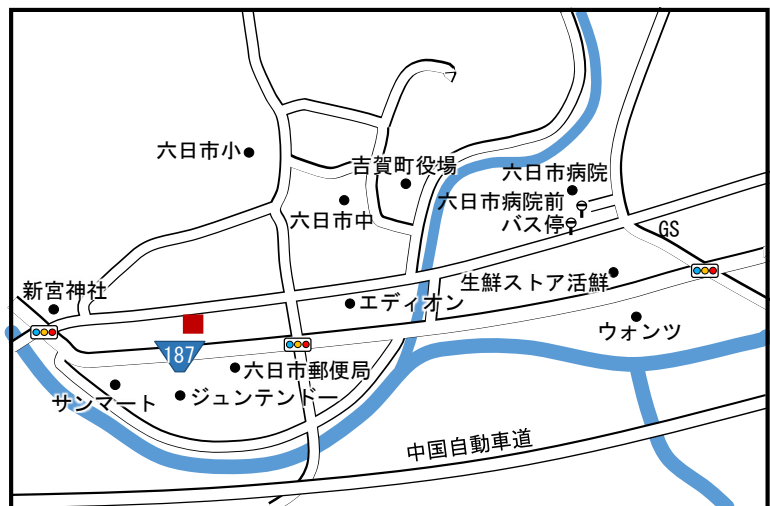 六日市小
吉賀町役場
六日市病院
六日市中
六日市病院前
バス停
GS
新宮神社
エディオン
生鮮ストア活鮮
187
ウォンツ
六日市郵便局
サンマート
ジュンテンドー
中国自動車道